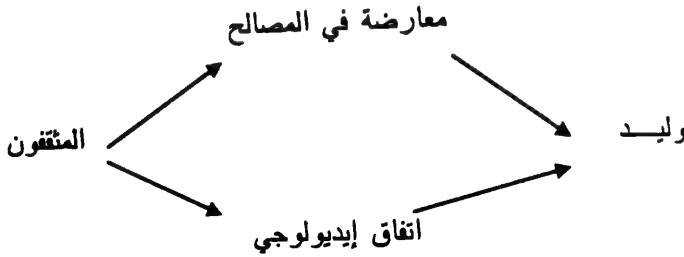 معارضة في المصالح
وليـــد
المثقفون
اتفاق إيديولوجي